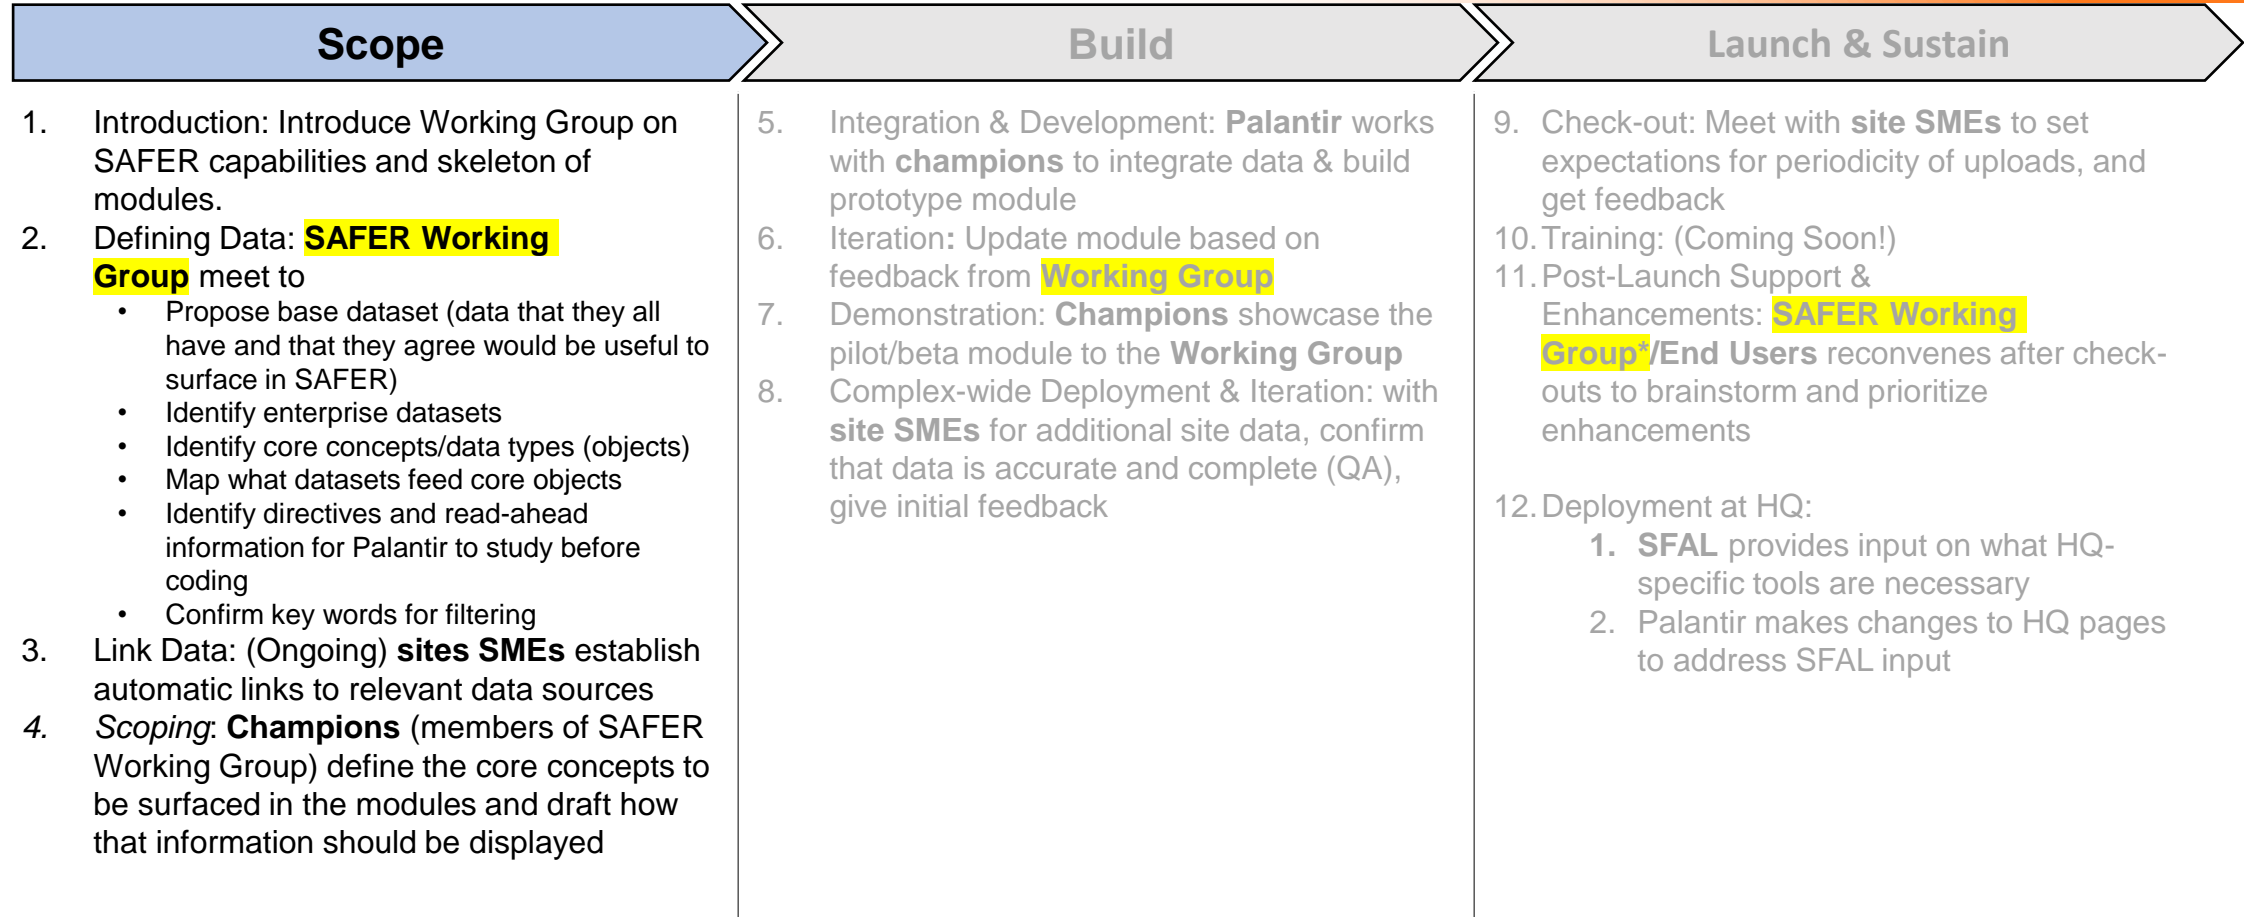 Scope
1. Introduction: Introduce Working Group on
SAFER capabilities and skeleton of
modules.
2. Defining Data: SAFER Working
Group meet to
• Propose base dataset (data that they all
have and that they agree would be useful to
surface in SAFER)
• Identify enterprise datasets
• Identify core concepts/data types (objects)
• Map what datasets feed core objects
• Identify directives and read-ahead
information for Palantir to study before
coding
• Confirm key words for filtering
3. Link Data: (Ongoing) sites SMEs establish
automatic links to relevant data sources
4. Scoping: Champions (members of SAFER
Working Group) define the core concepts to
be surfaced in the modules and draft how
that information should be displayed
Build
5. Integration & Development: Palantir works
with champions to integrate data & build
prototype module
6. Iteration: Update module based on
feedback from Working Group
7. Demonstration: Champions showcase the
pilot/beta module to the Working Group
8. Complex-wide Deployment & Iteration: with
site SMEs for additional site data, confirm
that data is accurate and complete (QA),
give initial feedback
Launch & Sustain
9. Check-out: Meet with site SMEs to set
expectations for periodicity of uploads, and
get feedback
10. Training: (Coming Soon!)
11. Post-Launch Support &
Enhancements: SAFER Working
Group*/End Users reconvenes after check-
outs to brainstorm and prioritize
enhancements
12. Deployment at HQ:
1. SFAL provides input on what HQ-
specific tools are necessary
2. Palantir makes changes to HQ pages
to address SFAL input